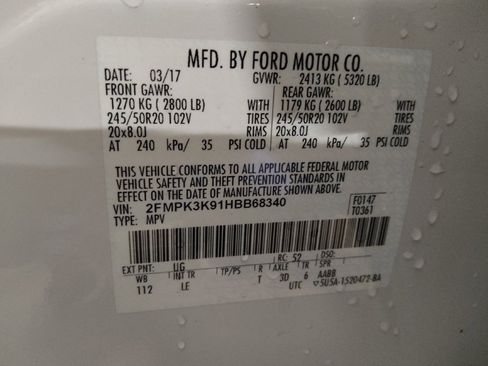 MFD. BY FORD MOTOR CO.
DATE: 03/17 GVWR: 2413 KG ( 5320 LB)
FRONT GAWR: REAR GAWR:
1270 KG ( 2800 LB) WITH 1179 KG ( 2600 LB) WITH
245/50R20 102V TIRES 245/50R20 102V TIRES
20x8.0J RIMS 20x8.0J RIMS
AT 240 kPa/ 35 PSI COLD AT 240 kPa/ 35 PSI COLD
THIS VEHICLE CONFORMS TO ALL APPLICABLE FEDERAL MOTOR
VEHICLE SAFETY AND THEFT PREVENTION STANDARDS IN
EFFECT ON THE DATE OF MANUFACTURE SHOWN ABOVE.
VIN: 2FMPK3K91HBB68340 F0147
TYPE: MPV T0361
EXT PNT: UG RC: 52 DSO:
WB INT TR TP/PS R AXLE TR SPR
112 LE T 3D 6 AABB
UTC ▽5U5A-1520472-BA